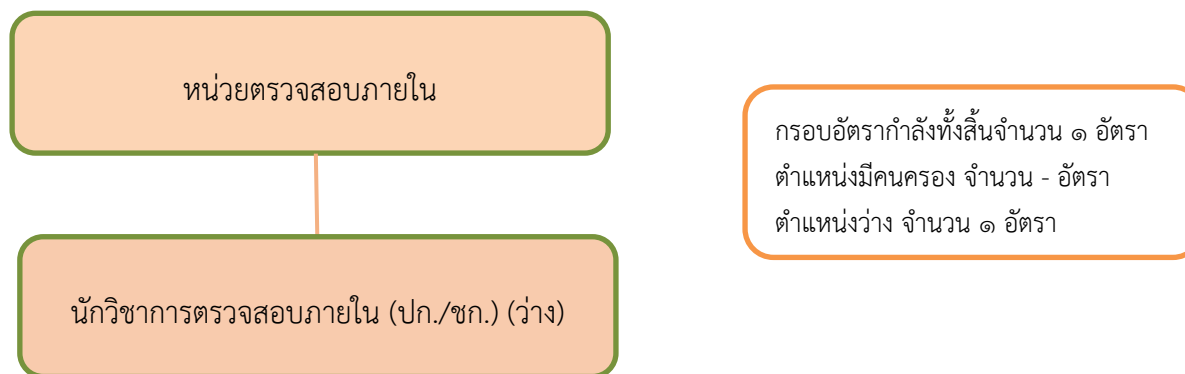 หน่วยตรวจสอบภายใน
กรอบอัตรากำลังทั้งสิ้นจำนวน ๑ อัตรา
ตำแหน่งมีคนครอง จำนวน - อัตรา
ตำแหน่งว่าง จำนวน ๑ อัตรา
นักวิชาการตรวจสอบภายใน (ปก./ชก.) (ว่าง)